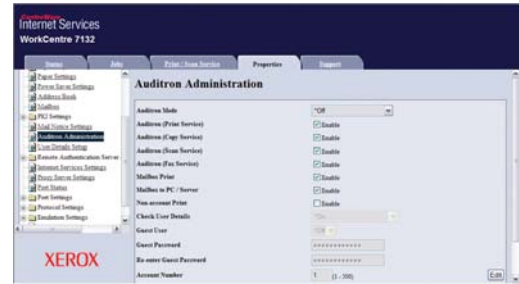 CentreWare
Internet Services
WorkCentre 7132
Status Jobs Print / Scan Service Properties Support
Paper Settings
Power Saver Settings
Address Book
Mailbox
PKI Settings
Mail Notice Settings
Auditron Administration
User Details Setup
Remote Authentication Server
Internet Services Settings
Proxy Server Settings
Port Status
Port Settings
Protocol Settings
Emulation Settings
XEROX
Auditron Administration
Auditron Mode *Off
Auditron (Print Service) Enable
Auditron (Copy Service) Enable
Auditron (Scan Service) Enable
Auditron (Fax Service) Enable
Mailbox Print Enable
Mailbox to PC / Server Enable
Non-account Print Enable
Check User Details *On
Guest User *Off
Guest Password ************
Re-enter Guest Password ************
Account Number 1 (1 - 500) Edit